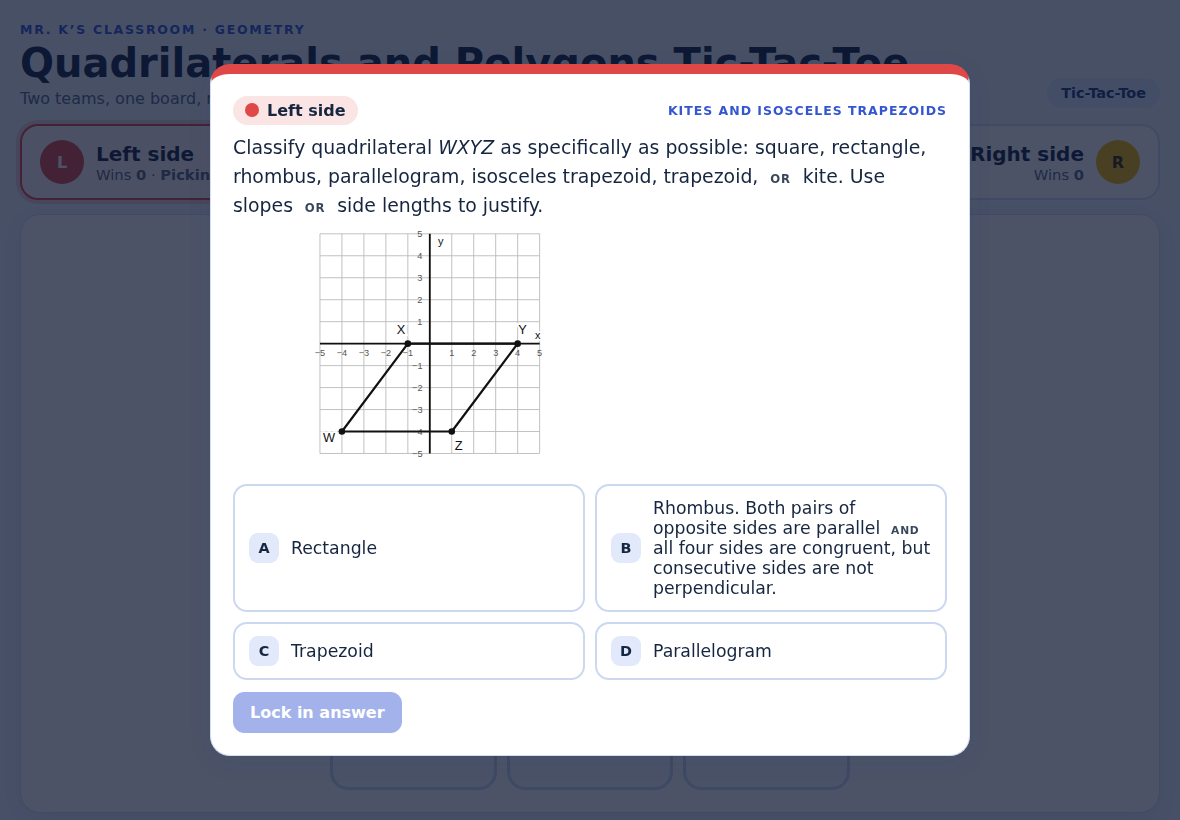 MR. K'S CLASSROOM · GEOMETRY
Quadrilaterals and Polygons Tic-Tac-Toe
Two teams, one board,
Tic-Tac-Toe
L
Left side
Wins 0 ·
Right side
Wins 0
R
Left side
KITES AND ISOSCELES TRAPEZOIDS
Classify quadrilateral WXYZ as specifically as possible: square, rectangle,
rhombus, parallelogram, isosceles trapezoid, trapezoid, OR kite. Use
slopes OR side lengths to justify.
5
y
4
3
2
1
X
Y
x
−5 −4 −3 −2 −1 1 2 3 4 5
−1
−2
−3
−4
W
Z
−5
A
Rectangle
B
Rhombus. Both pairs of
opposite sides are parallel AND
all four sides are congruent, but
consecutive sides are not
perpendicular.
C
Trapezoid
D
Parallelogram
Lock in answer